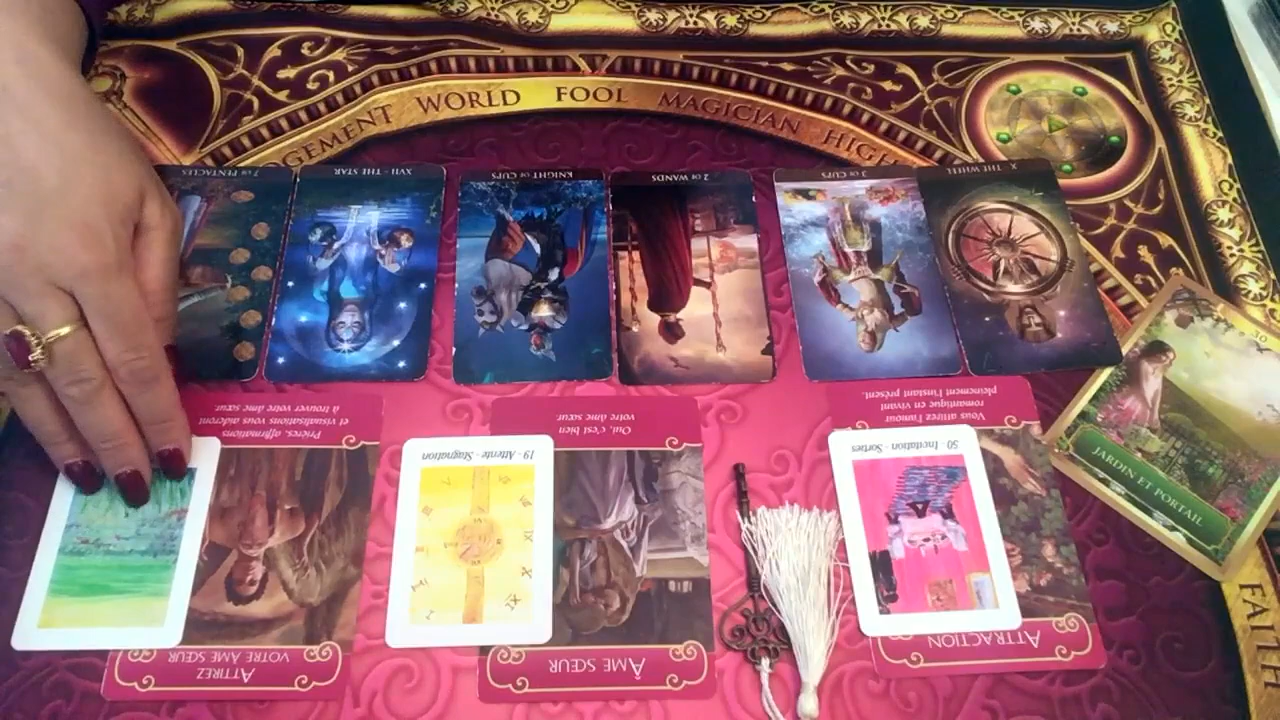 GEMENT WORLD FOOL MAGICIAN HIGH
7 OF PENTACLES
XVII - THE STAR
KNIGHT OF CUPS
2 OF WANDS
3 OF CUPS
X THE WHEEL
Prières, affirmations
et visualisations vous aideront
à trouver votre âme sœur.
Oui, c'est bien
votre âme sœur.
Vous attirez l'amour
romantique en vivant
pleinement l'instant présent.
19 - Attente - Stagnation
50 - Invitation - Sorties
JARDIN ET PORTAIL
ATTIREZ
VOTRE ÂME SŒUR
ÂME SŒUR
ATTRACTION
FAITH